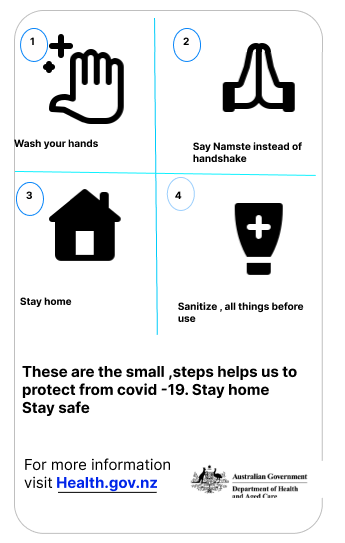 1
2
Wash your hands
Say Namste instead of
handshake
3
4
Stay home
Sanitize , all things before
use
These are the small ,steps helps us to
protect from covid -19. Stay home
Stay safe
For more information
visit Health.gov.nz
Australian Government
Department of Health
and Aged Care